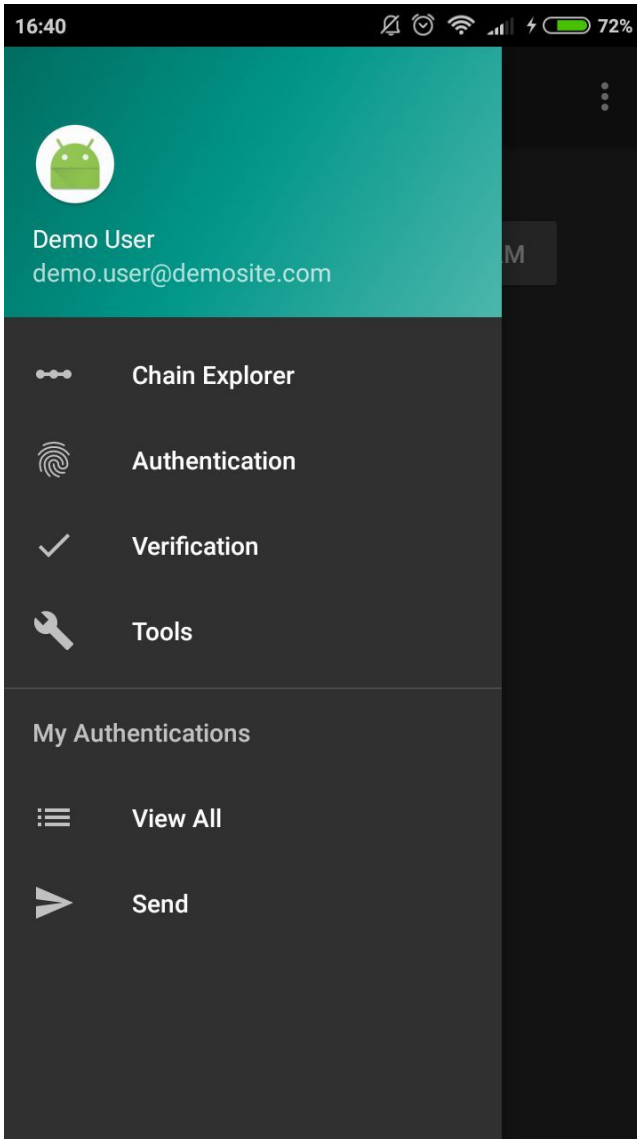 16:40
72%
Demo User
demo.user@demosite.com
Chain Explorer
Authentication
Verification
Tools
My Authentications
View All
Send